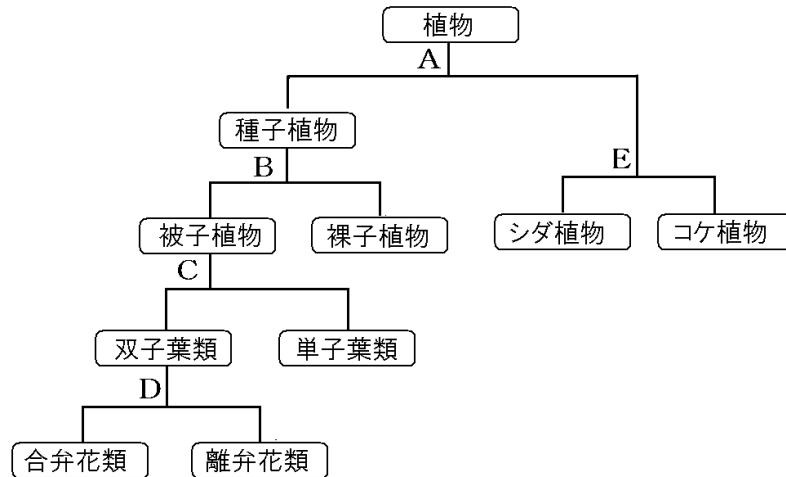 植物
A
種子植物
B
E
被子植物
裸子植物
シダ植物
コケ植物
C
双子葉類
単子葉類
D
合弁花類
離弁花類